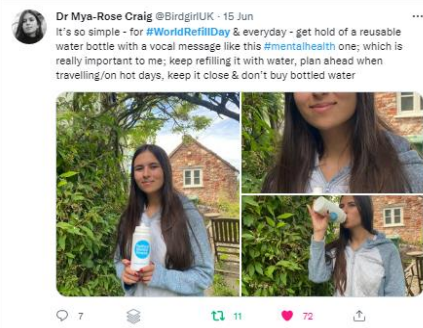 Dr Mya-Rose Craig @BirdgirlUK · 15 Jun
It's so simple - for #WorldRefillDay & everyday - get hold of a reusable
water bottle with a vocal message like this #mentalhealth one; which is
really important to me; keep refilling it with water, plan ahead when
travelling/on hot days, keep it close & don't buy bottled water
7
11
72